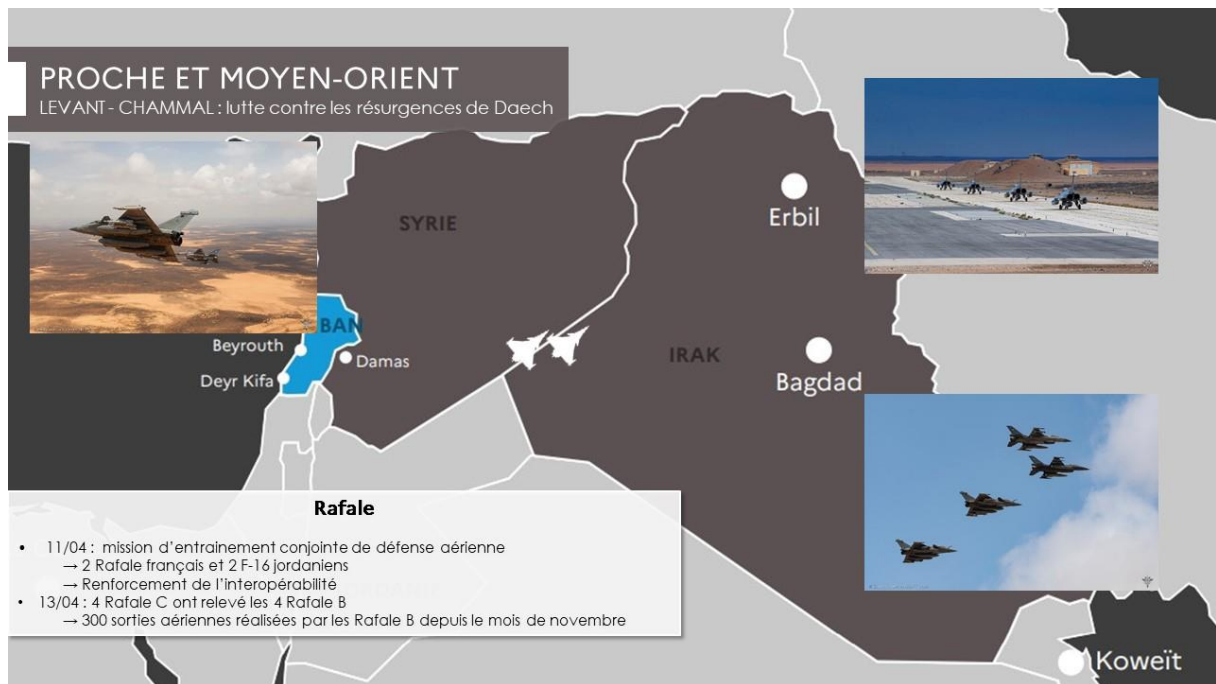 PROCHE ET MOYEN-ORIENT
LEVANT - CHAMMAL : lutte contre les résurgences de Daech
SYRIE
Erbil
BAN
Beyrouth
Damas
Deyr Kifa
IRAK
Bagdad
Rafale
• 11/04 : mission d'entrainement conjointe de défense aérienne
→ 2 Rafale français et 2 F-16 jordaniens
→ Renforcement de l'interopérabilité
• 13/04 : 4 Rafale C ont relevé les 4 Rafale B
→ 300 sorties aériennes réalisées par les Rafale B depuis le mois de novembre
Koweït